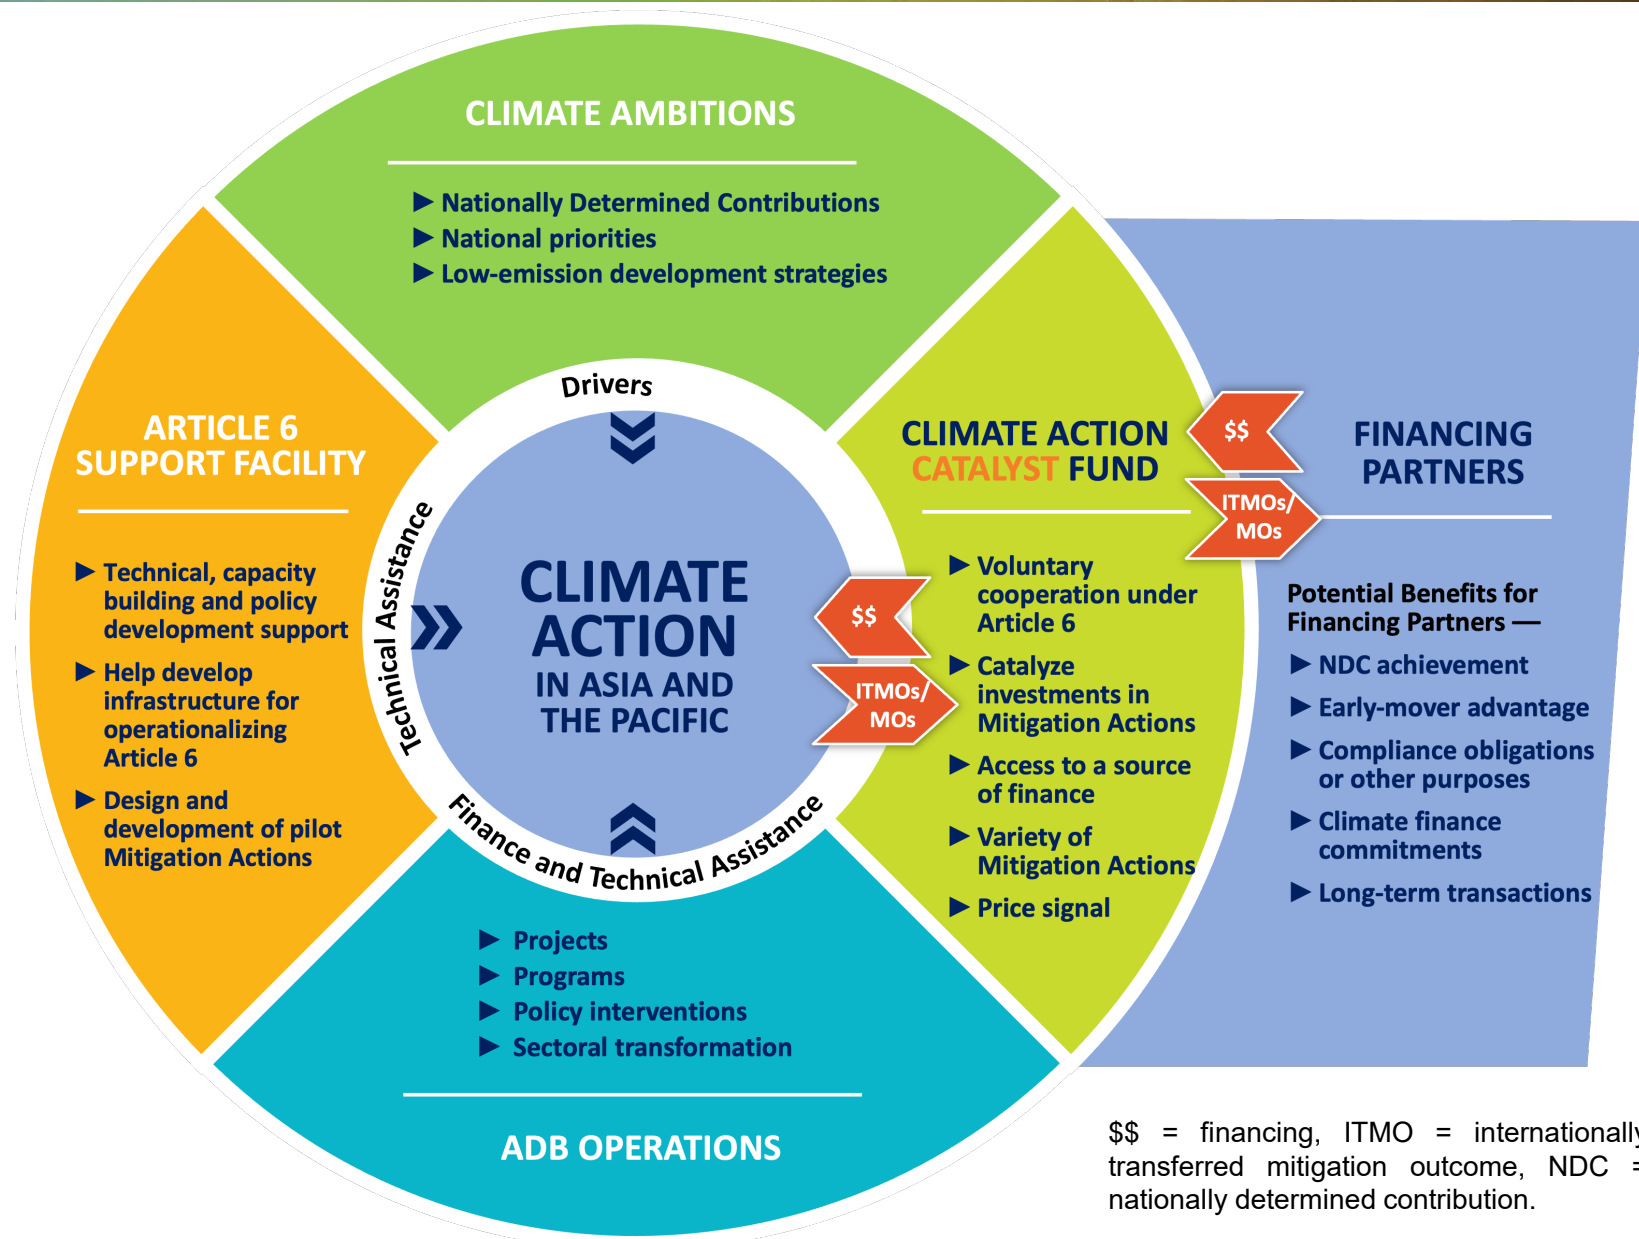 CLIMATE AMBITIONS
Nationally Determined Contributions
National priorities
Low-emission development strategies
Drivers
ARTICLE 6
SUPPORT FACILITY
Technical, capacity
building and policy
development support
Help develop
infrastructure for
operationalizing
Article 6
Design and
development of pilot
Mitigation Actions
Technical Assistance
CLIMATE
ACTION
IN ASIA AND
THE PACIFIC
$$
ITMOs/
MOs
Finance and Technical Assistance
CLIMATE ACTION
CATALYST FUND
Voluntary
cooperation under
Article 6
Catalyze
investments in
Mitigation Actions
Access to a source
of finance
Variety of
Mitigation Actions
Price signal
$$
ITMOs/
MOs
FINANCING
PARTNERS
Potential Benefits for
Financing Partners —
NDC achievement
Early-mover advantage
Compliance obligations
or other purposes
Climate finance
commitments
Long-term transactions
Projects
Programs
Policy interventions
Sectoral transformation
ADB OPERATIONS
$$ = financing, ITMO = internationally
transferred mitigation outcome, NDC =
nationally determined contribution.